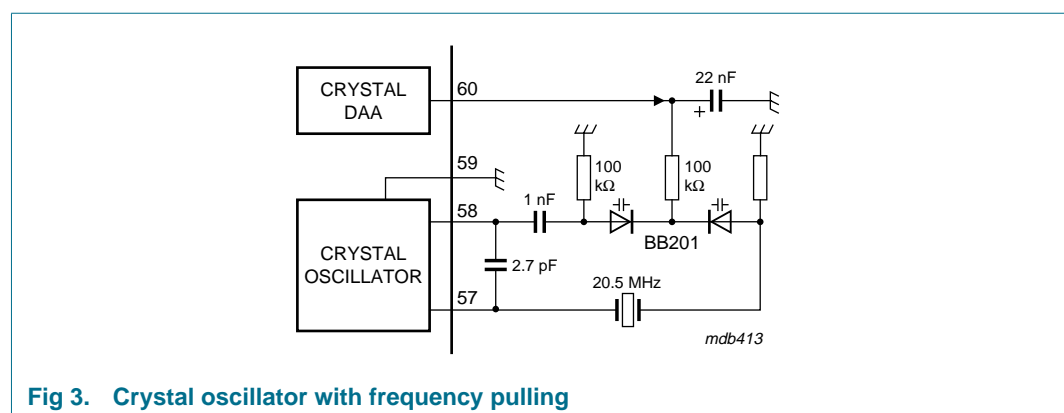 CRYSTAL
DAA
60
22 nF
+
59
100
kΩ
100
kΩ
58
1 nF
CRYSTAL
OSCILLATOR
BB201
2.7 pF
57
20.5 MHz
mdb413
Fig 3. Crystal oscillator with frequency pulling